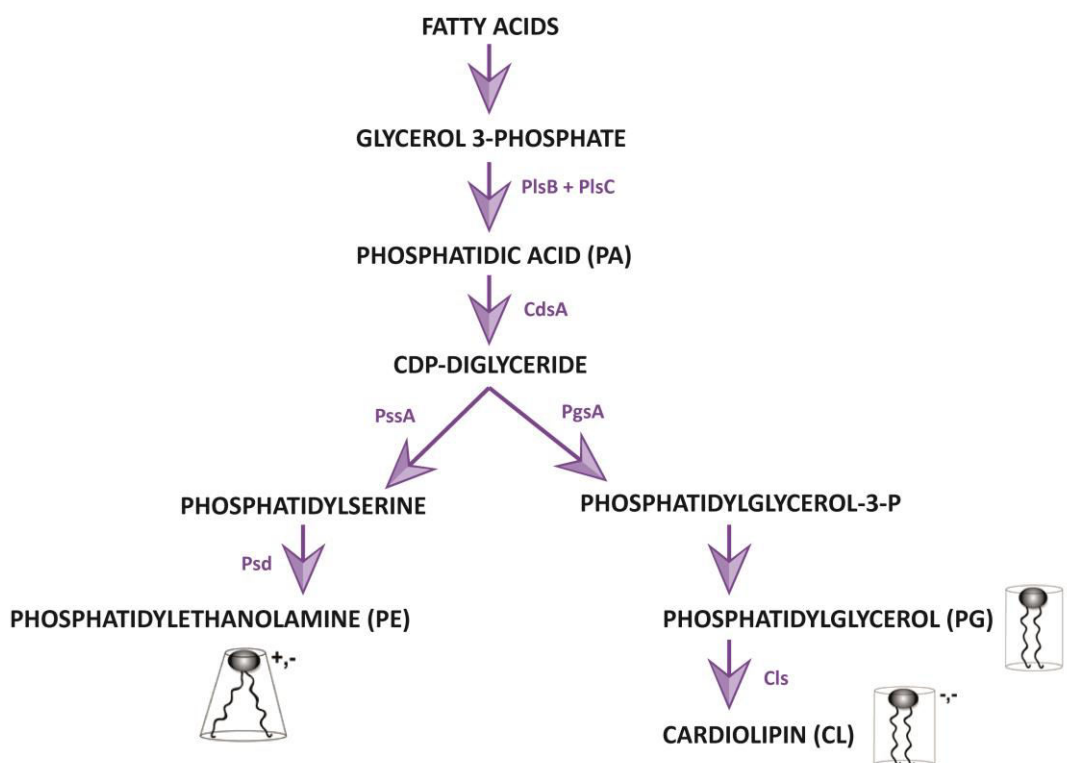 FATTY ACIDS
GLYCEROL 3-PHOSPHATE
PlsB + PlsC
PHOSPHATIDIC ACID (PA)
CdsA
CDP-DIGLYCERIDE
PssA
PgsA
PHOSPHATIDYLSERINE
PHOSPHATIDYLGLYCEROL-3-P
Psd
PHOSPHATIDYLETHANOLAMINE (PE)
PHOSPHATIDYLGLYCEROL (PG)
+,-
Cls
-,-
CARDIOLIPIN (CL)